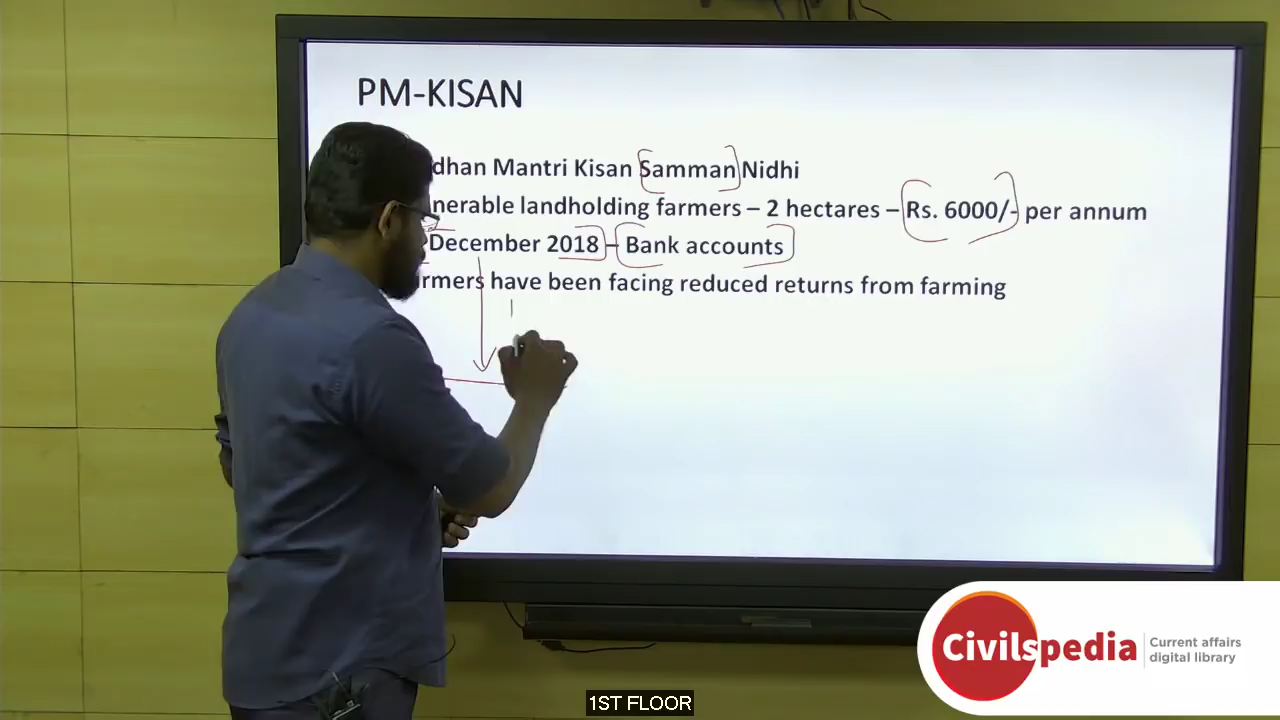 PM-KISAN
dhan Mantri Kisan Samman Nidhi
nerable landholding farmers – 2 hectares – Rs. 6000/- per annum
December 2018 – Bank accounts
rmers have been facing reduced returns from farming
Civilspedia
Current affairs
digital library
1ST FLOOR